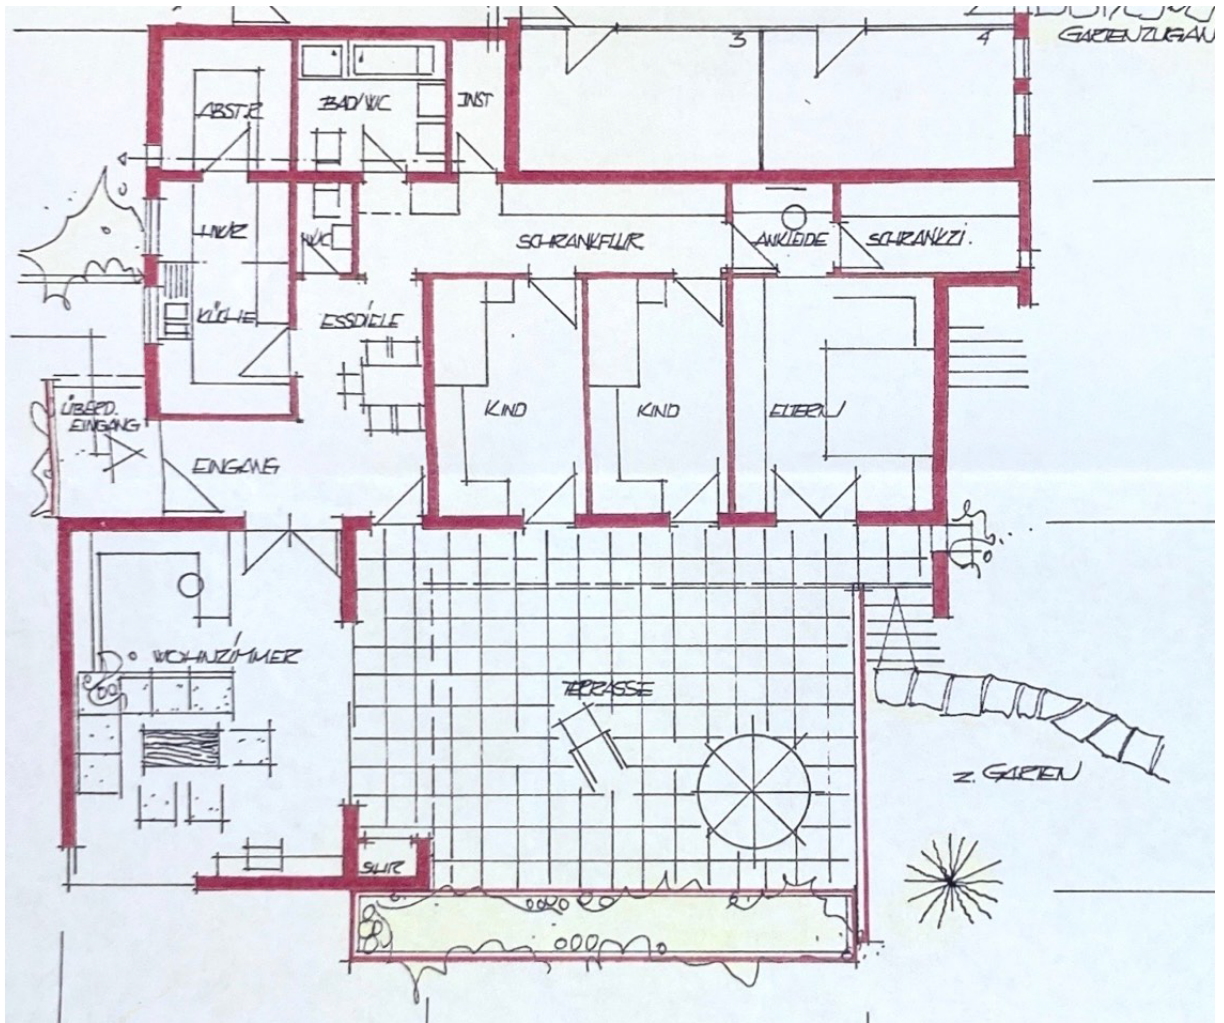 3
4
GARTENZUGAN
ABSTR.
BAD/WC
INST
HWR
WC
SCHRANKFLUR
ANKLEIDE
SCHRANKZI.
KÜCHE
ESSDIELE
ÜBERD.
EINGANG
KIND
KIND
ELTERN
EINGANG
WOHNZIMMER
TERRASSE
Z. GARTEN